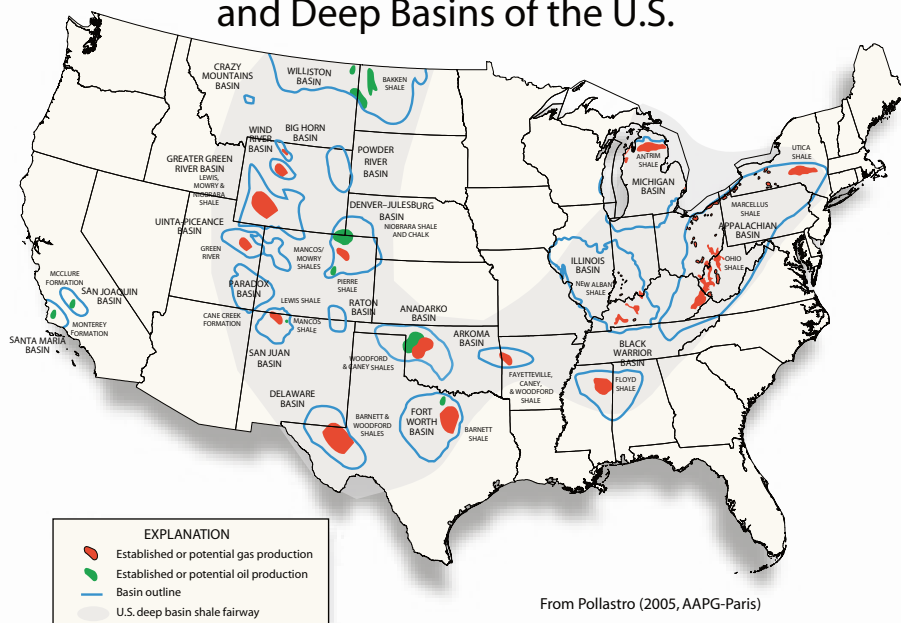 and Deep Basins of the U.S.
CRAZY
MOUNTAINS
BASIN
WILLISTON
BASIN
BAKKEN
SHALE
WIND
RIVER
BASIN
BIG HORN
BASIN
POWDER
RIVER
BASIN
GREATER GREEN
RIVER BASIN
LEWIS,
MOWRY &
NIOBRARA
SHALE
DENVER-JULESBURG
BASIN
NIOBRARA SHALE
AND CHALK
UINTA-PICEANCE
BASIN
GREEN
RIVER
MANCOS/
MOWRY
SHALES
PIERRE
SHALE
PARADOX
BASIN
LEWIS SHALE
RATON
BASIN
CANE CREEK
FORMATION
MANCOS
SHALE
SAN JUAN
BASIN
MCCLURE
FORMATION
SAN JOAQUIN
BASIN
MONTEREY
FORMATION
SANTA MARIA
BASIN
ANADARKO
BASIN
WOODFORD
& CANEY SHALES
ARKOMA
BASIN
FAYETTEVILLE,
CANEY,
& WOODFORD
SHALE
DELAWARE
BASIN
BARNETT &
WOODFORD
SHALES
FORT
WORTH
BASIN
BARNETT
SHALE
ANTRIM
SHALE
MICHIGAN
BASIN
UTICA
SHALE
MARCELLUS
SHALE
APPALACHIAN
BASIN
OHIO
SHALE
ILLINOIS
BASIN
NEW ALBANY
SHALE
BLACK
WARRIOR
BASIN
FLOYD
SHALE
EXPLANATION
Established or potential gas production
Established or potential oil production
Basin outline
U.S. deep basin shale fairway
From Pollastro (2005, AAPG-Paris)